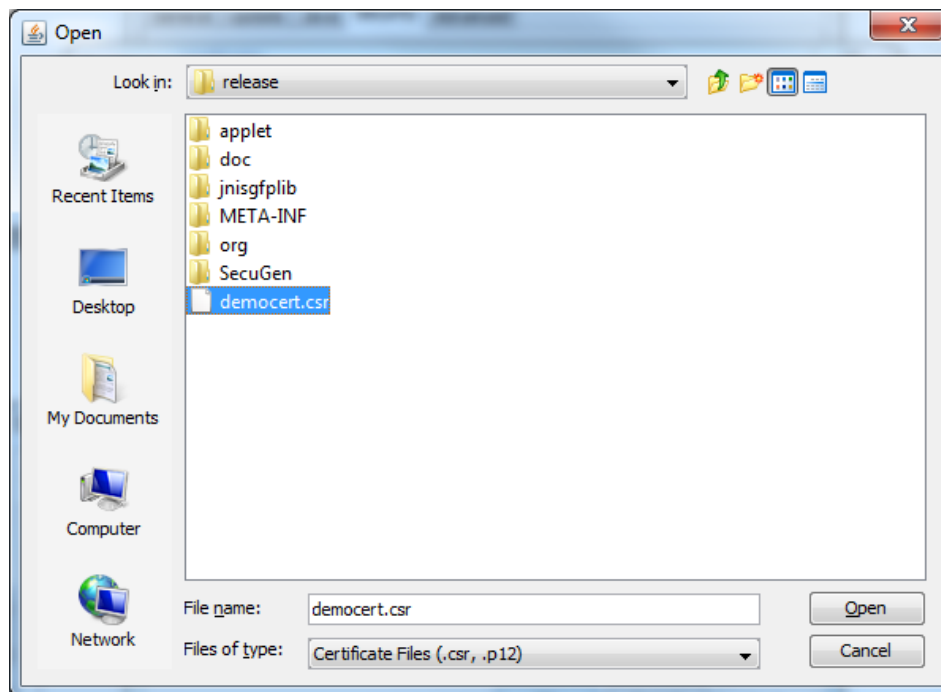 Open
Look in:
release
applet
doc
jnisgfplib
META-INF
org
SecuGen
democert.csr
Recent Items
Desktop
My Documents
Computer
Network
File name:
democert.csr
Open
Files of type:
Certificate Files (.csr, .p12)
Cancel